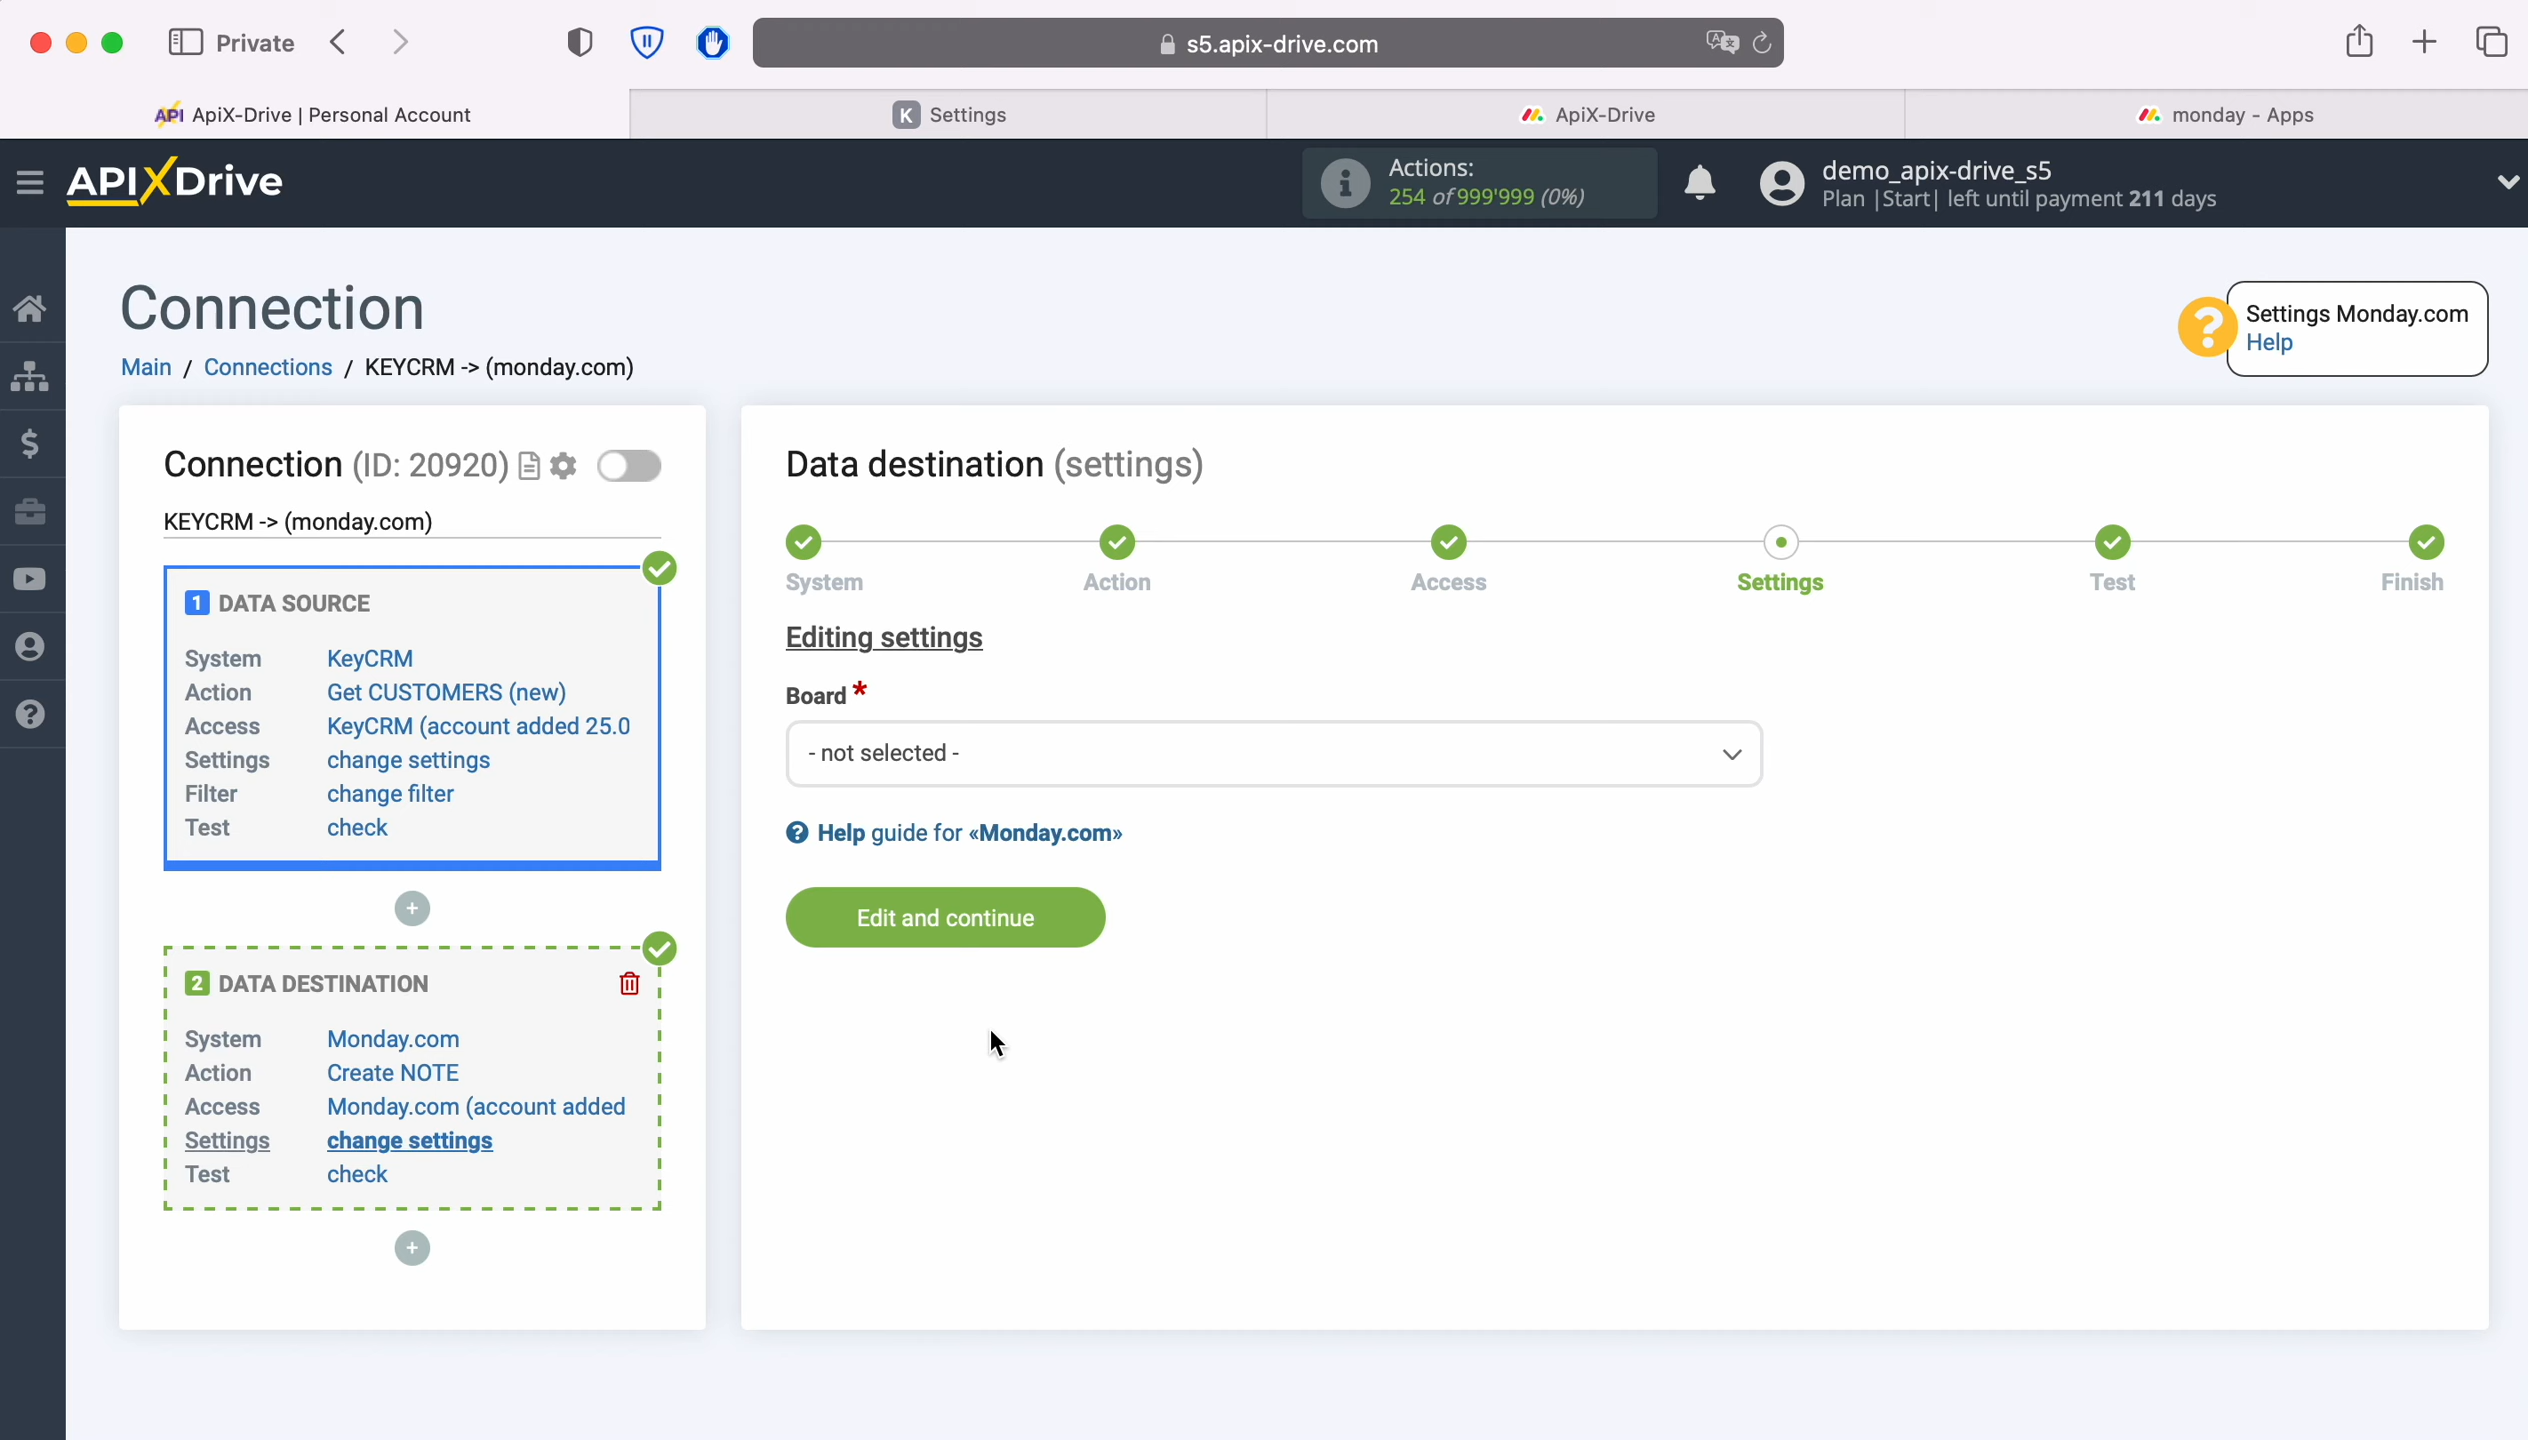 Private
s5.apix-drive.com
API ApiX-Drive | Personal Account
K Settings
ApiX-Drive
monday - Apps
APIXDrive
Actions:
254 of 999'999 (0%)
demo_apix-drive_s5
Plan |Start| left until payment 211 days
Connection
Main / Connections / KEYCRM -> (monday.com)
Settings Monday.com
Help
Connection (ID: 20920)
KEYCRM -> (monday.com)
1 DATA SOURCE
System KeyCRM
Action Get CUSTOMERS (new)
Access KeyCRM (account added 25.0
Settings change settings
Filter change filter
Test check
2 DATA DESTINATION
System Monday.com
Action Create NOTE
Access Monday.com (account added
Settings change settings
Test check
Data destination (settings)
System
Action
Access
Settings
Test
Finish
Editing settings
Board *
- not selected -
Help guide for «Monday.com»
Edit and continue